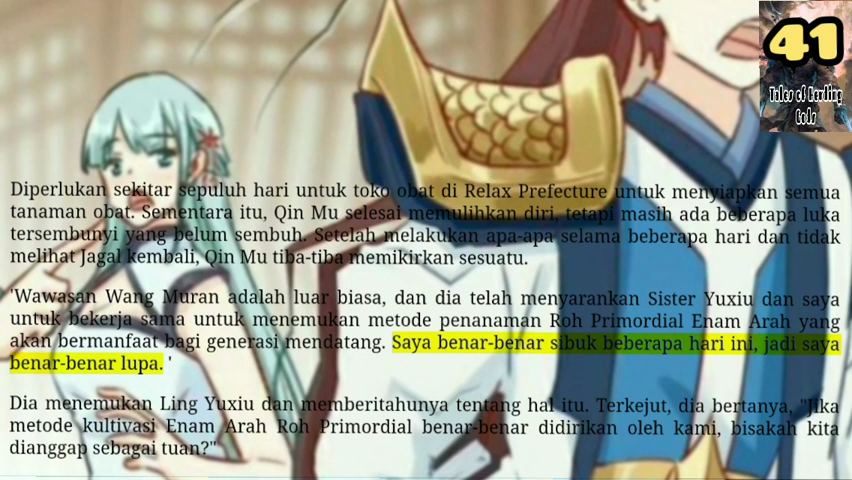 41
Tales of Herding
Gods
Diperlukan sekitar sepuluh hari untuk toko obat di Relax Prefecture untuk menyiapkan semua
tanaman obat. Sementara itu, Qin Mu selesai memulihkan diri, tetapi masih ada beberapa luka
tersembunyi yang belum sembuh. Setelah melakukan apa-apa selama beberapa hari dan tidak
melihat Jagal kembali, Qin Mu tiba-tiba memikirkan sesuatu.
'Wawasan Wang Muran adalah luar biasa, dan dia telah menyarankan Sister Yuxiu dan saya
untuk bekerja sama untuk menemukan metode penanaman Roh Primordial Enam Arah yang
akan bermanfaat bagi generasi mendatang. Saya benar-benar sibuk beberapa hari ini, jadi saya
benar-benar lupa. '
Dia menemukan Ling Yuxiu dan memberitahunya tentang hal itu. Terkejut, dia bertanya, "Jika
metode kultivasi Enam Arah Roh Primordial benar-benar didirikan oleh kami, bisakah kita
dianggap sebagai tuan?"